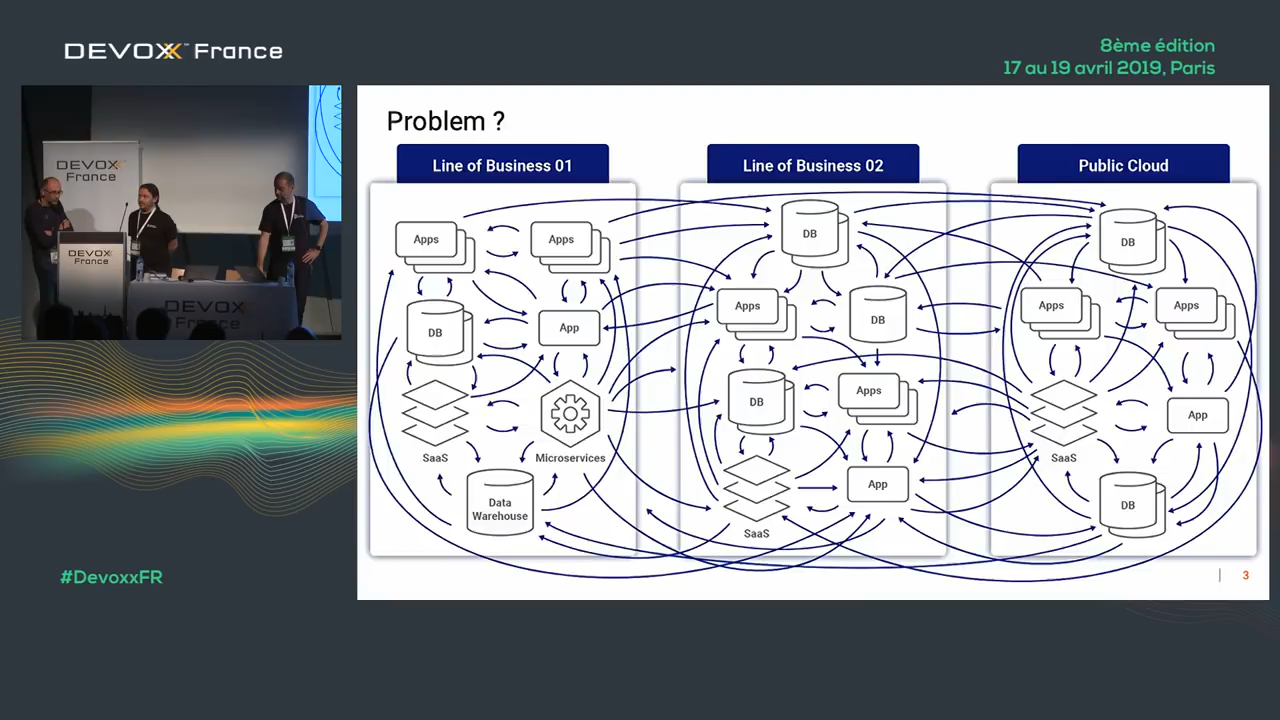 DEVOXX™ France
8ème édition
17 au 19 avril 2019, Paris
DEVOXX
France
DEVOXX
France
DEVOXX
France
#DevoxxFR
Problem ?
Line of Business 01
Line of Business 02
Public Cloud
Apps
Apps
DB
App
SaaS
Microservices
Data
Warehouse
DB
Apps
DB
DB
Apps
SaaS
App
DB
Apps
Apps
SaaS
App
DB
3